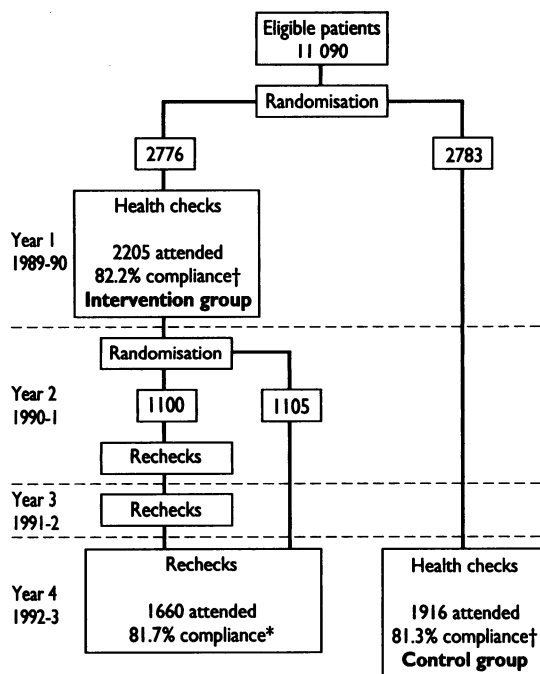 Eligible patients
11 090
Randomisation
2776
2783
Year 1
1989-90
Health checks
2205 attended
82.2% compliance†
Intervention group
Year 2
1990-1
Randomisation
1100
1105
Rechecks
Year 3
1991-2
Rechecks
Year 4
1992-3
Rechecks
1660 attended
81.7% compliance*
Health checks
1916 attended
81.3% compliance†
Control group